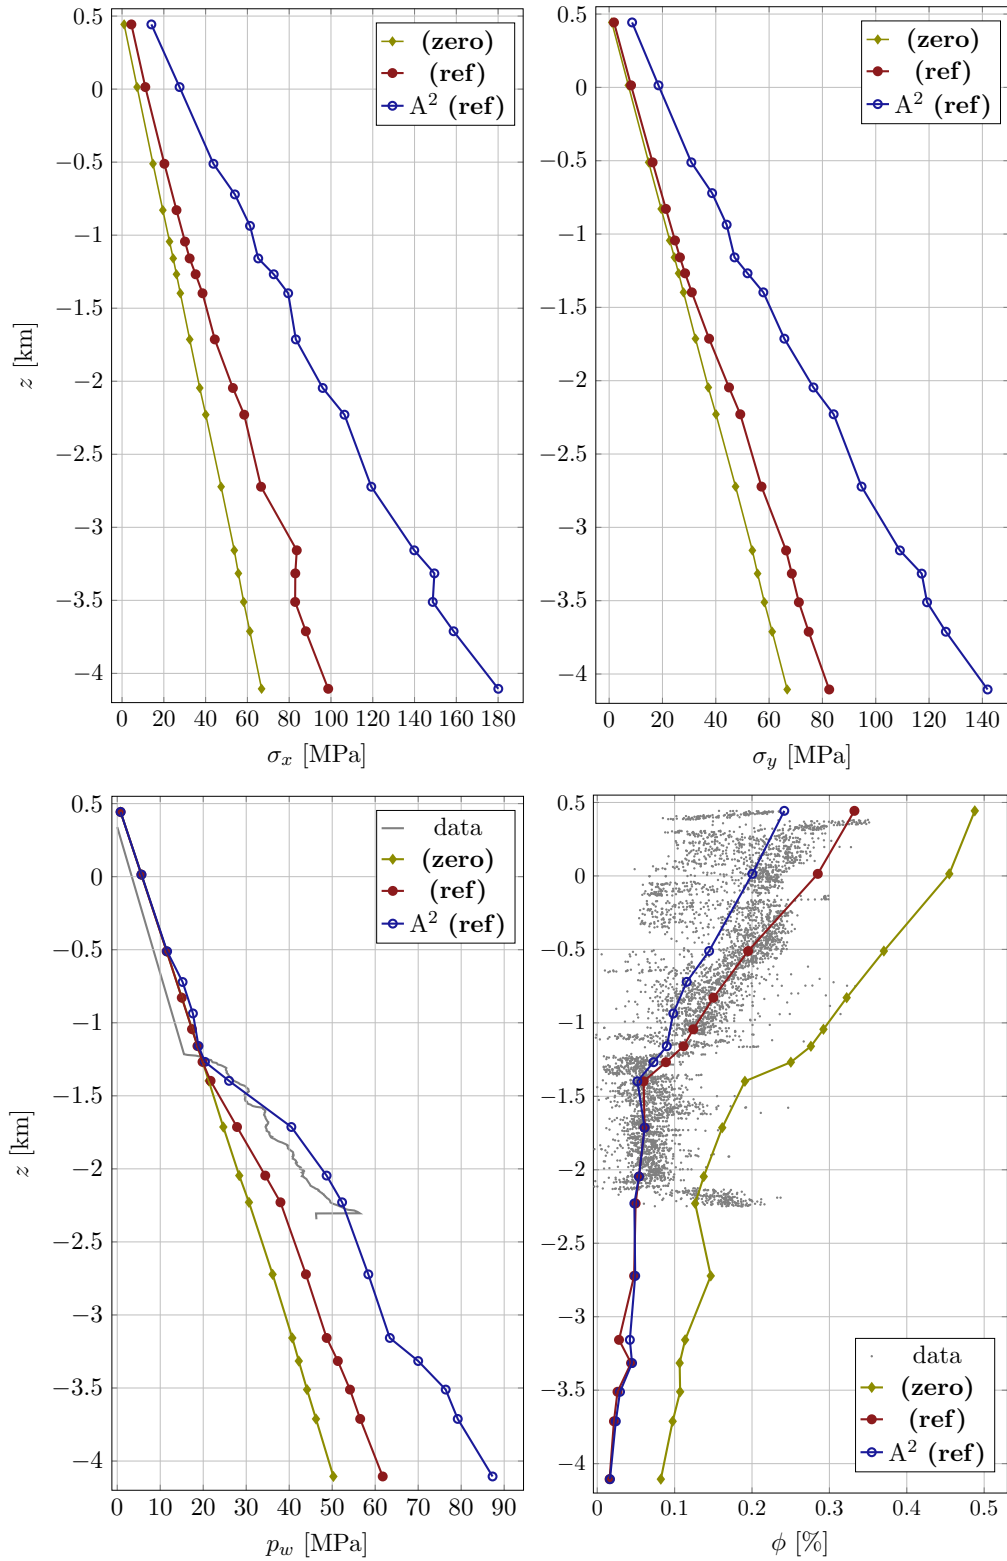 0.5
0
−0.5
−1
−1.5
−2
−2.5
−3
−3.5
−4
z [km]
0 20 40 60 80 100 120 140 160 180
σx [MPa]
(zero)
(ref)
A² (ref)
0.5
0
−0.5
−1
−1.5
−2
−2.5
−3
−3.5
−4
0 20 40 60 80 100 120 140
σy [MPa]
(zero)
(ref)
A² (ref)
0.5
0
−0.5
−1
−1.5
−2
−2.5
−3
−3.5
−4
z [km]
0 10 20 30 40 50 60 70 80 90
pw [MPa]
data
(zero)
(ref)
A² (ref)
0.5
0
−0.5
−1
−1.5
−2
−2.5
−3
−3.5
−4
0 0.1 0.2 0.3 0.4 0.5
ϕ [%]
data
(zero)
(ref)
A² (ref)